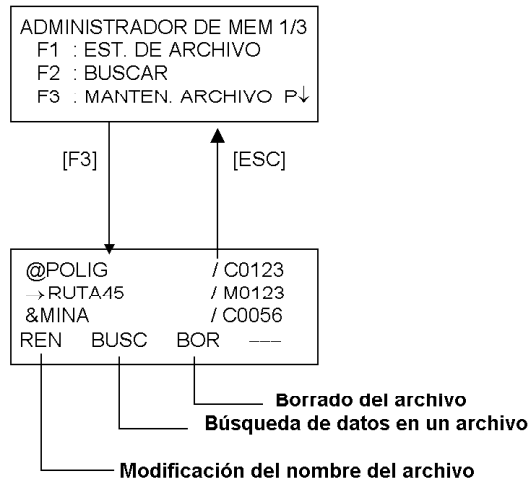 ADMINISTRADOR DE MEM 1/3
F1 : EST. DE ARCHIVO
F2 : BUSCAR
F3 : MANTEN. ARCHIVO P↓
[F3]
[ESC]
@POLIG / C0123
→RUTA45 / M0123
&MINA / C0056
REN BUSC BOR ---
Borrado del archivo
Búsqueda de datos en un archivo
Modificación del nombre del archivo